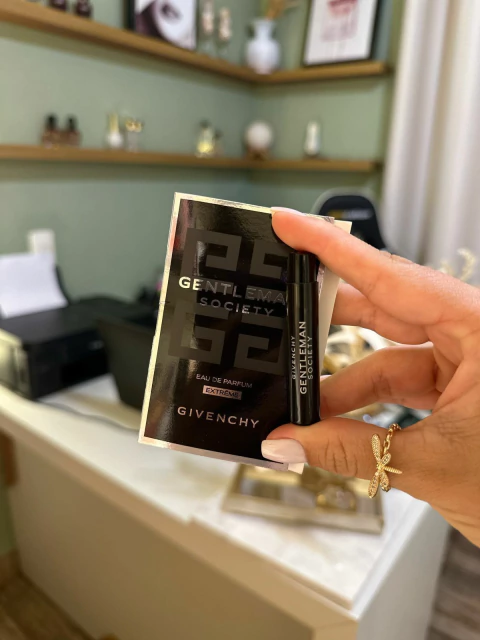 GENTLEMAN
SOCIETY
EAU DE PARFUM
EXTRÊME
GIVENCHY
GIVENCHY
GENTLEMAN
SOCIETY